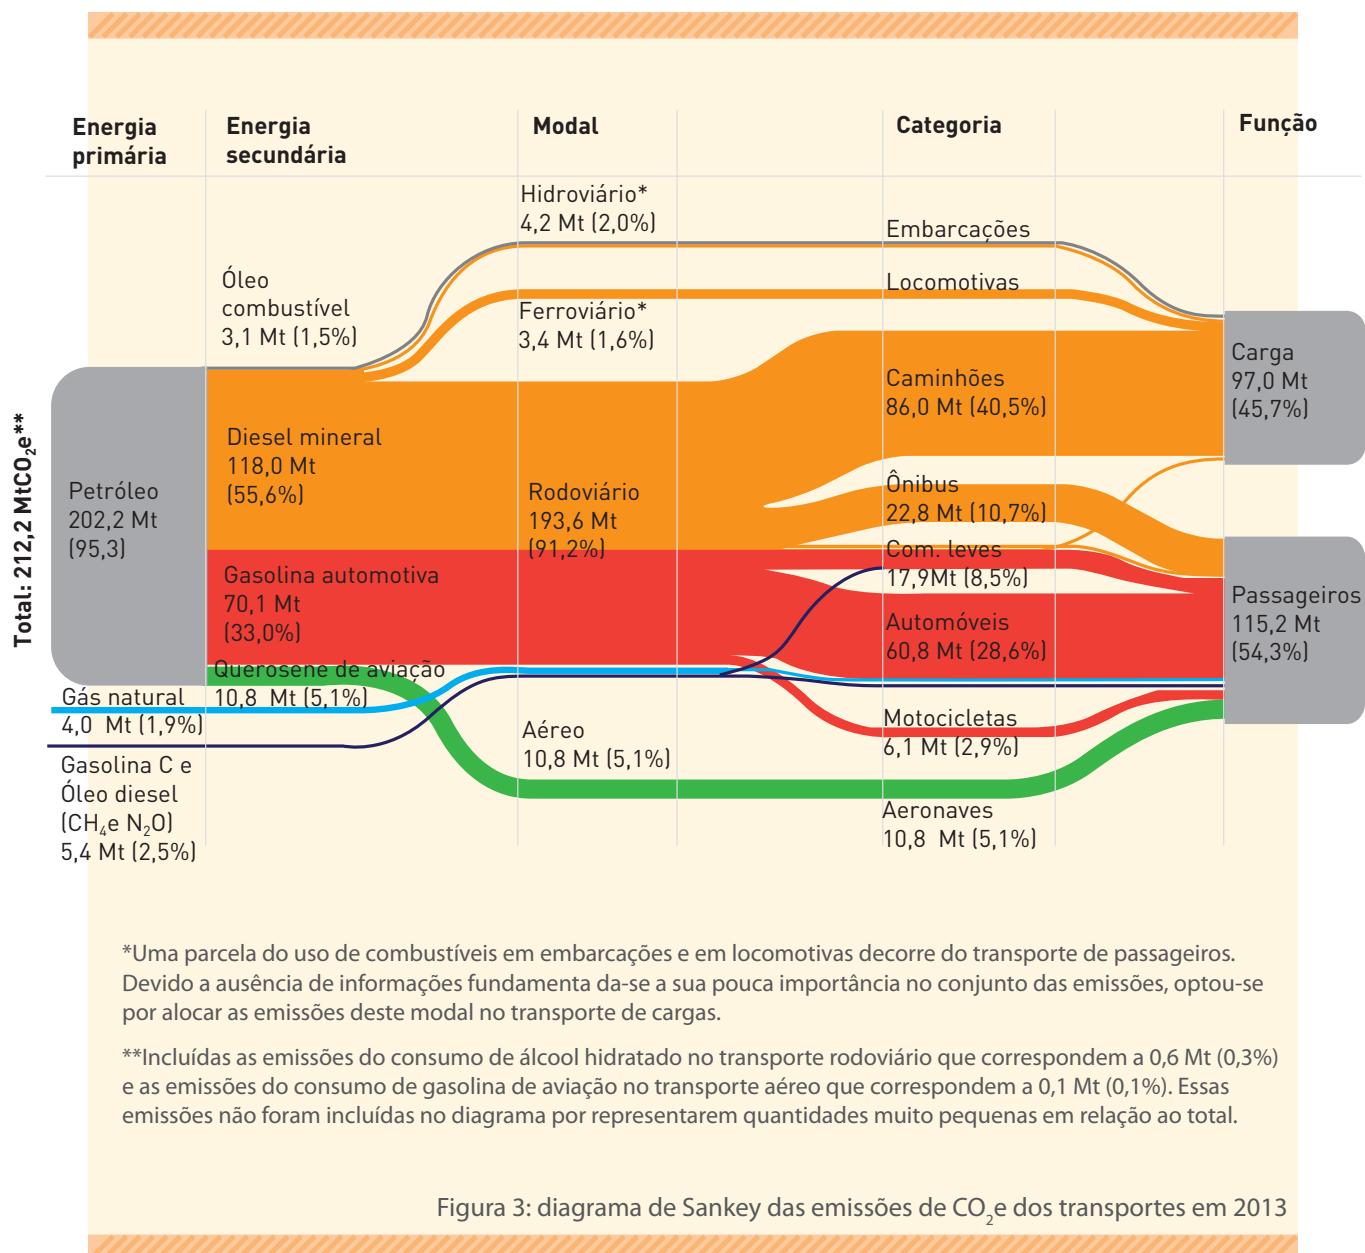 Energia
primária
Energia
secundária
Modal
Categoria
Função
Total: 212,2 MtCO₂e**
Petróleo
202,2 Mt
(95,3)
Gás natural
4,0 Mt (1,9%)
Gasolina C e
Óleo diesel
(CH₄e N₂O)
5,4 Mt (2,5%)
Óleo
combustível
3,1 Mt (1,5%)
Diesel mineral
118,0 Mt
(55,6%)
Gasolina automotiva
70,1 Mt
(33,0%)
Querosene de aviação
10,8 Mt (5,1%)
Hidroviário*
4,2 Mt (2,0%)
Ferroviário*
3,4 Mt (1,6%)
Rodoviário
193,6 Mt
(91,2%)
Aéreo
10,8 Mt (5,1%)
Embarcações
Locomotivas
Caminhões
86,0 Mt (40,5%)
Ônibus
22,8 Mt (10,7%)
Com. leves
17,9Mt (8,5%)
Automóveis
60,8 Mt (28,6%)
Motocicletas
6,1 Mt (2,9%)
Aeronaves
10,8 Mt (5,1%)
Carga
97,0 Mt
(45,7%)
Passageiros
115,2 Mt
(54,3%)
*Uma parcela do uso de combustíveis em embarcações e em locomotivas decorre do transporte de passageiros.
Devido a ausência de informações fundamenta da-se a sua pouca importância no conjunto das emissões, optou-se
por alocar as emissões deste modal no transporte de cargas.
**Incluídas as emissões do consumo de álcool hidratado no transporte rodoviário que correspondem a 0,6 Mt (0,3%)
e as emissões do consumo de gasolina de aviação no transporte aéreo que correspondem a 0,1 Mt (0,1%). Essas
emissões não foram incluídas no diagrama por representarem quantidades muito pequenas em relação ao total.
Figura 3: diagrama de Sankey das emissões de CO₂e dos transportes em 2013